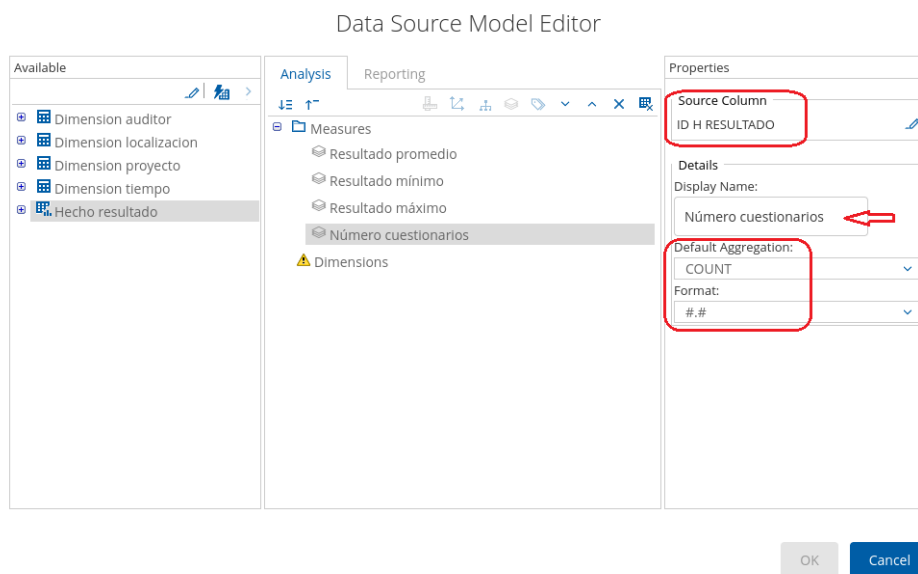 Data Source Model Editor
Available
Dimension auditor
Dimension localizacion
Dimension proyecto
Dimension tiempo
Hecho resultado
Analysis
Reporting
Measures
Resultado promedio
Resultado mínimo
Resultado máximo
Número cuestionarios
Dimensions
Properties
Source Column
ID H RESULTADO
Details
Display Name:
Número cuestionarios
Default Aggregation:
COUNT
Format:
#.#
OK
Cancel